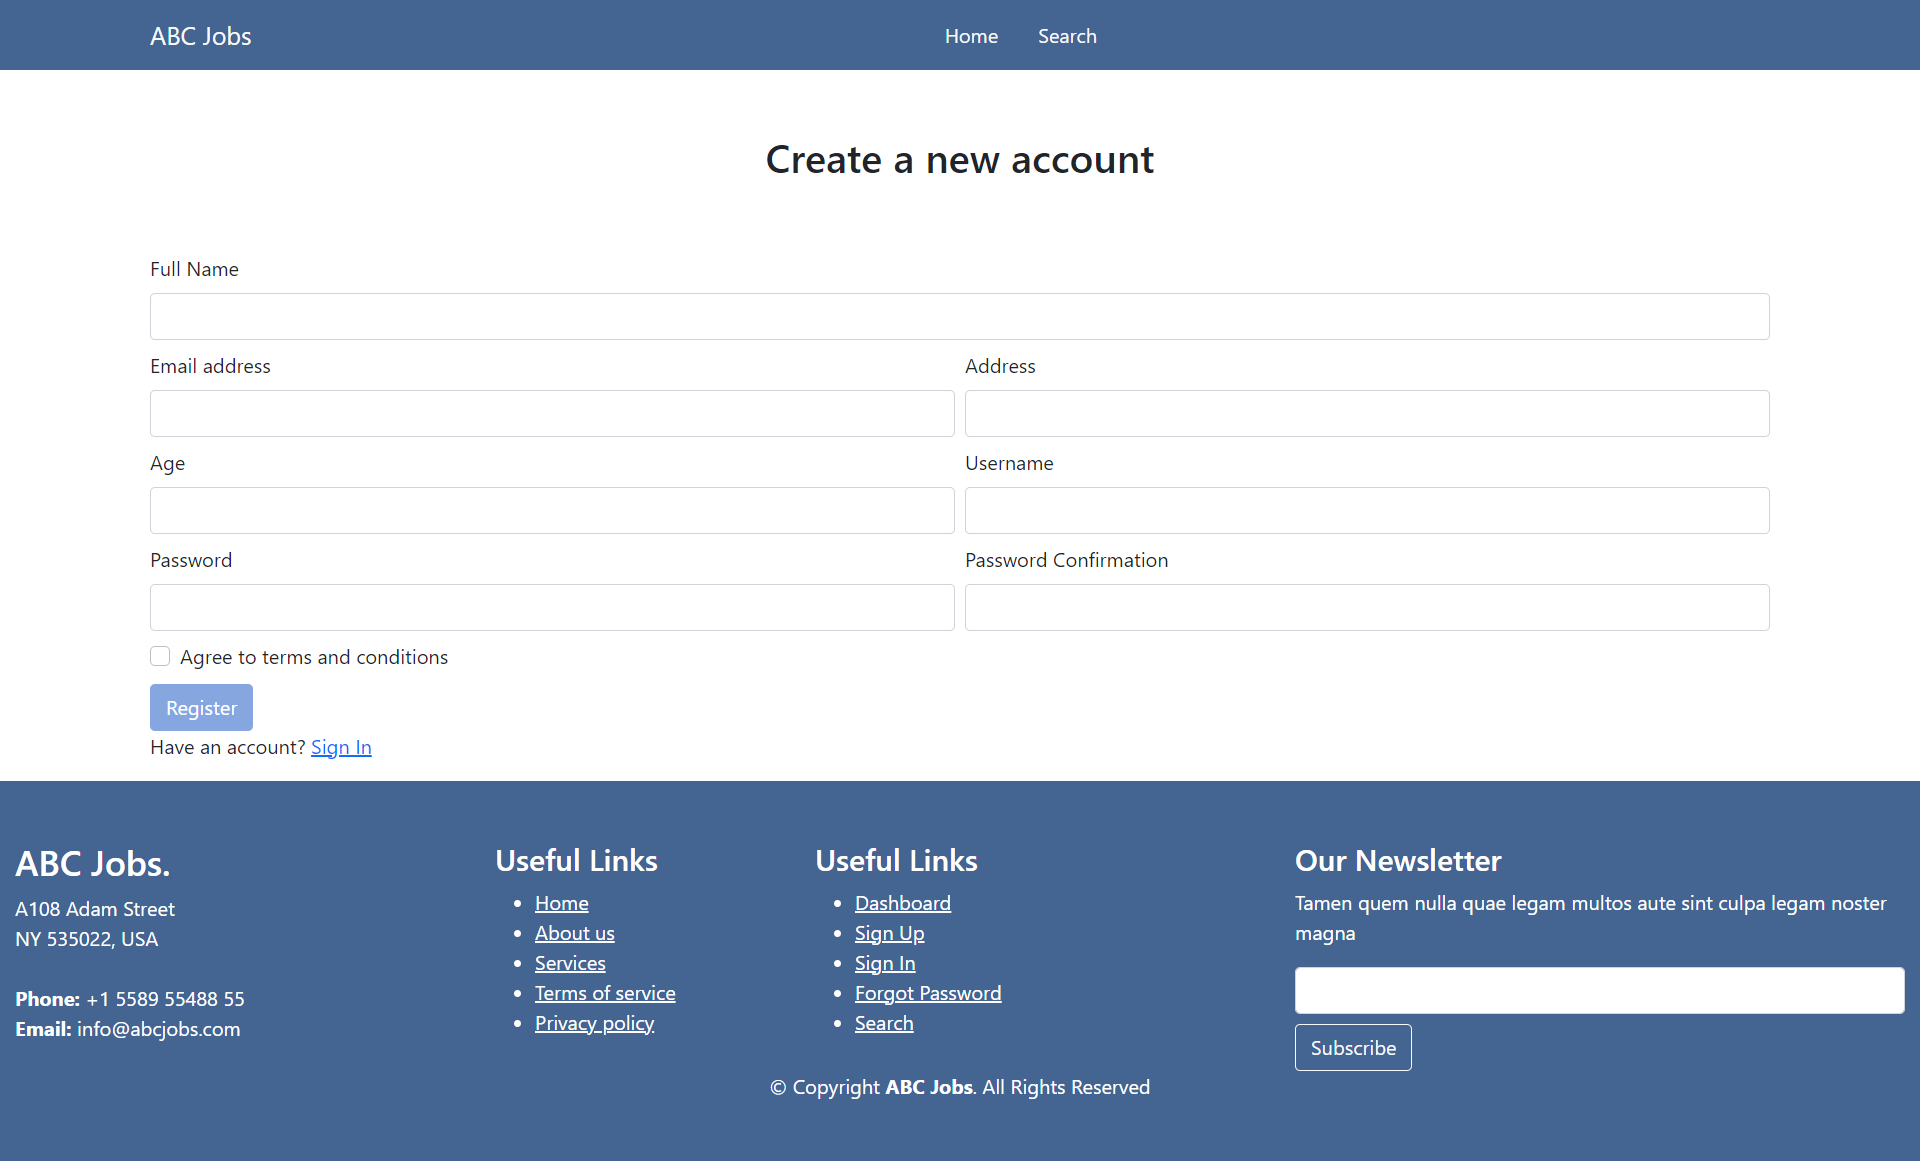 ABC Jobs
Home
Search
Create a new account
Full Name
Email address
Address
Age
Username
Password
Password Confirmation
Agree to terms and conditions
Register
Have an account? Sign In
ABC Jobs.
A108 Adam Street
NY 535022, USA
Phone: +1 5589 55488 55
Email: info@abcjobs.com
Useful Links
Home
About us
Services
Terms of service
Privacy policy
Useful Links
Dashboard
Sign Up
Sign In
Forgot Password
Search
Our Newsletter
Tamen quem nulla quae legam multos aute sint culpa legam noster
magna
Subscribe
© Copyright ABC Jobs. All Rights Reserved